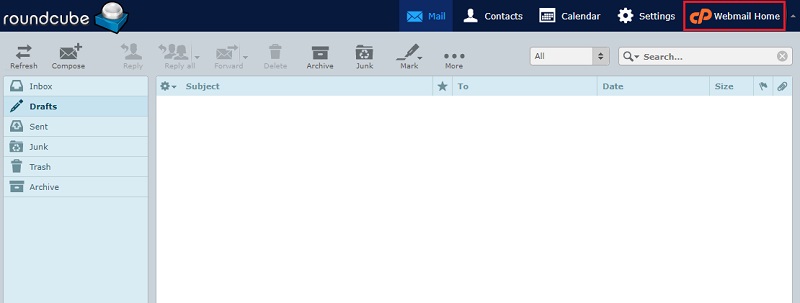 roundcube
Mail Contacts Calendar Settings cP Webmail Home
Refresh Compose Reply Reply all Forward Delete Archive Junk Mark More
All Search...
Inbox
Drafts
Sent
Junk
Trash
Archive
Subject To Date Size